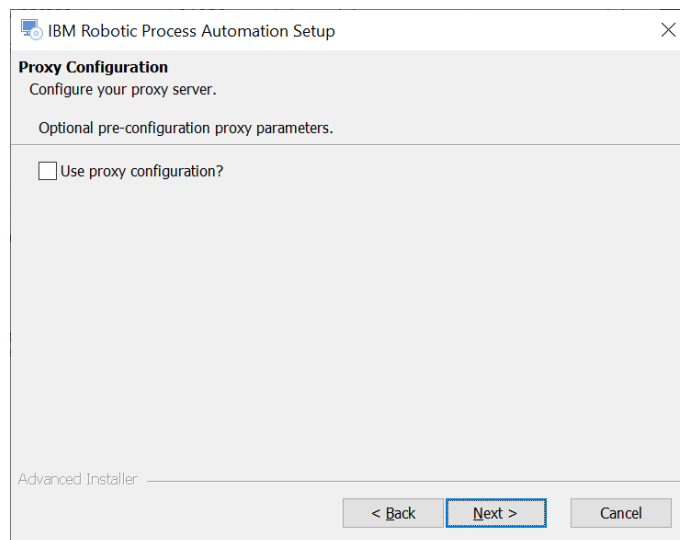 IBM Robotic Process Automation Setup
Proxy Configuration
Configure your proxy server.
Optional pre-configuration proxy parameters.
Use proxy configuration?
Advanced Installer
< Back
Next >
Cancel